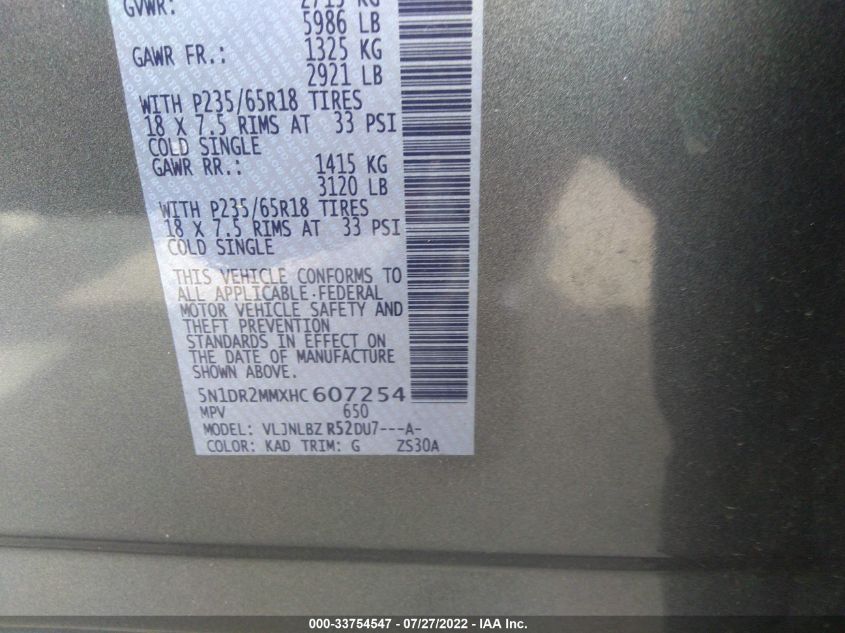 GVWR: 2715 KG
5986 LB
GAWR FR.: 1325 KG
2921 LB
WITH P235/65R18 TIRES
18 X 7.5 RIMS AT 33 PSI
COLD SINGLE
GAWR RR.: 1415 KG
3120 LB
WITH P235/65R18 TIRES
18 X 7.5 RIMS AT 33 PSI
COLD SINGLE
THIS VEHICLE CONFORMS TO
ALL APPLICABLE FEDERAL
MOTOR VEHICLE SAFETY AND
THEFT PREVENTION
STANDARDS IN EFFECT ON
THE DATE OF MANUFACTURE
SHOWN ABOVE.
5N1DR2MMXHC607254
MPV 650
MODEL: VLJNLBZ R52DU7---A-
COLOR: KAD TRIM: G ZS30A
000-33754547 - 07/27/2022 - IAA Inc.